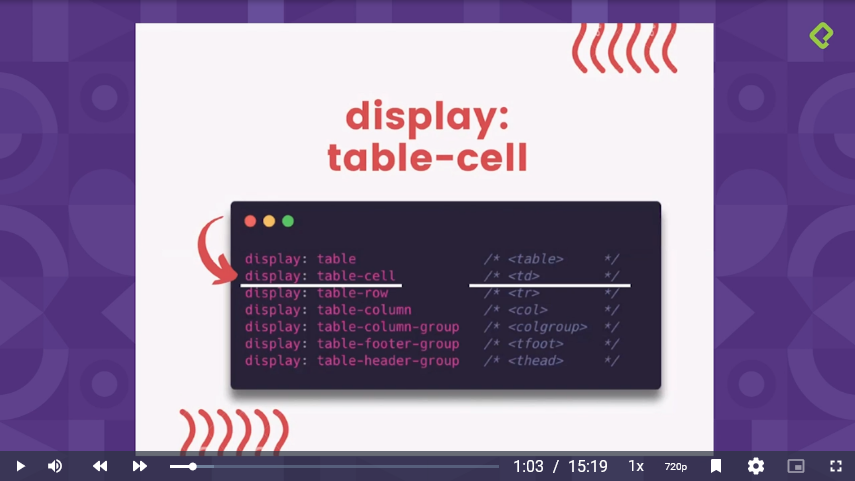 display:
table-cell
display: table /* <table> */
display: table-cell /* <td> */
display: table-row /* <tr> */
display: table-column /* <col> */
display: table-column-group /* <colgroup> */
display: table-footer-group /* <tfoot> */
display: table-header-group /* <thead> */
1:03 / 15:19 1x 720p